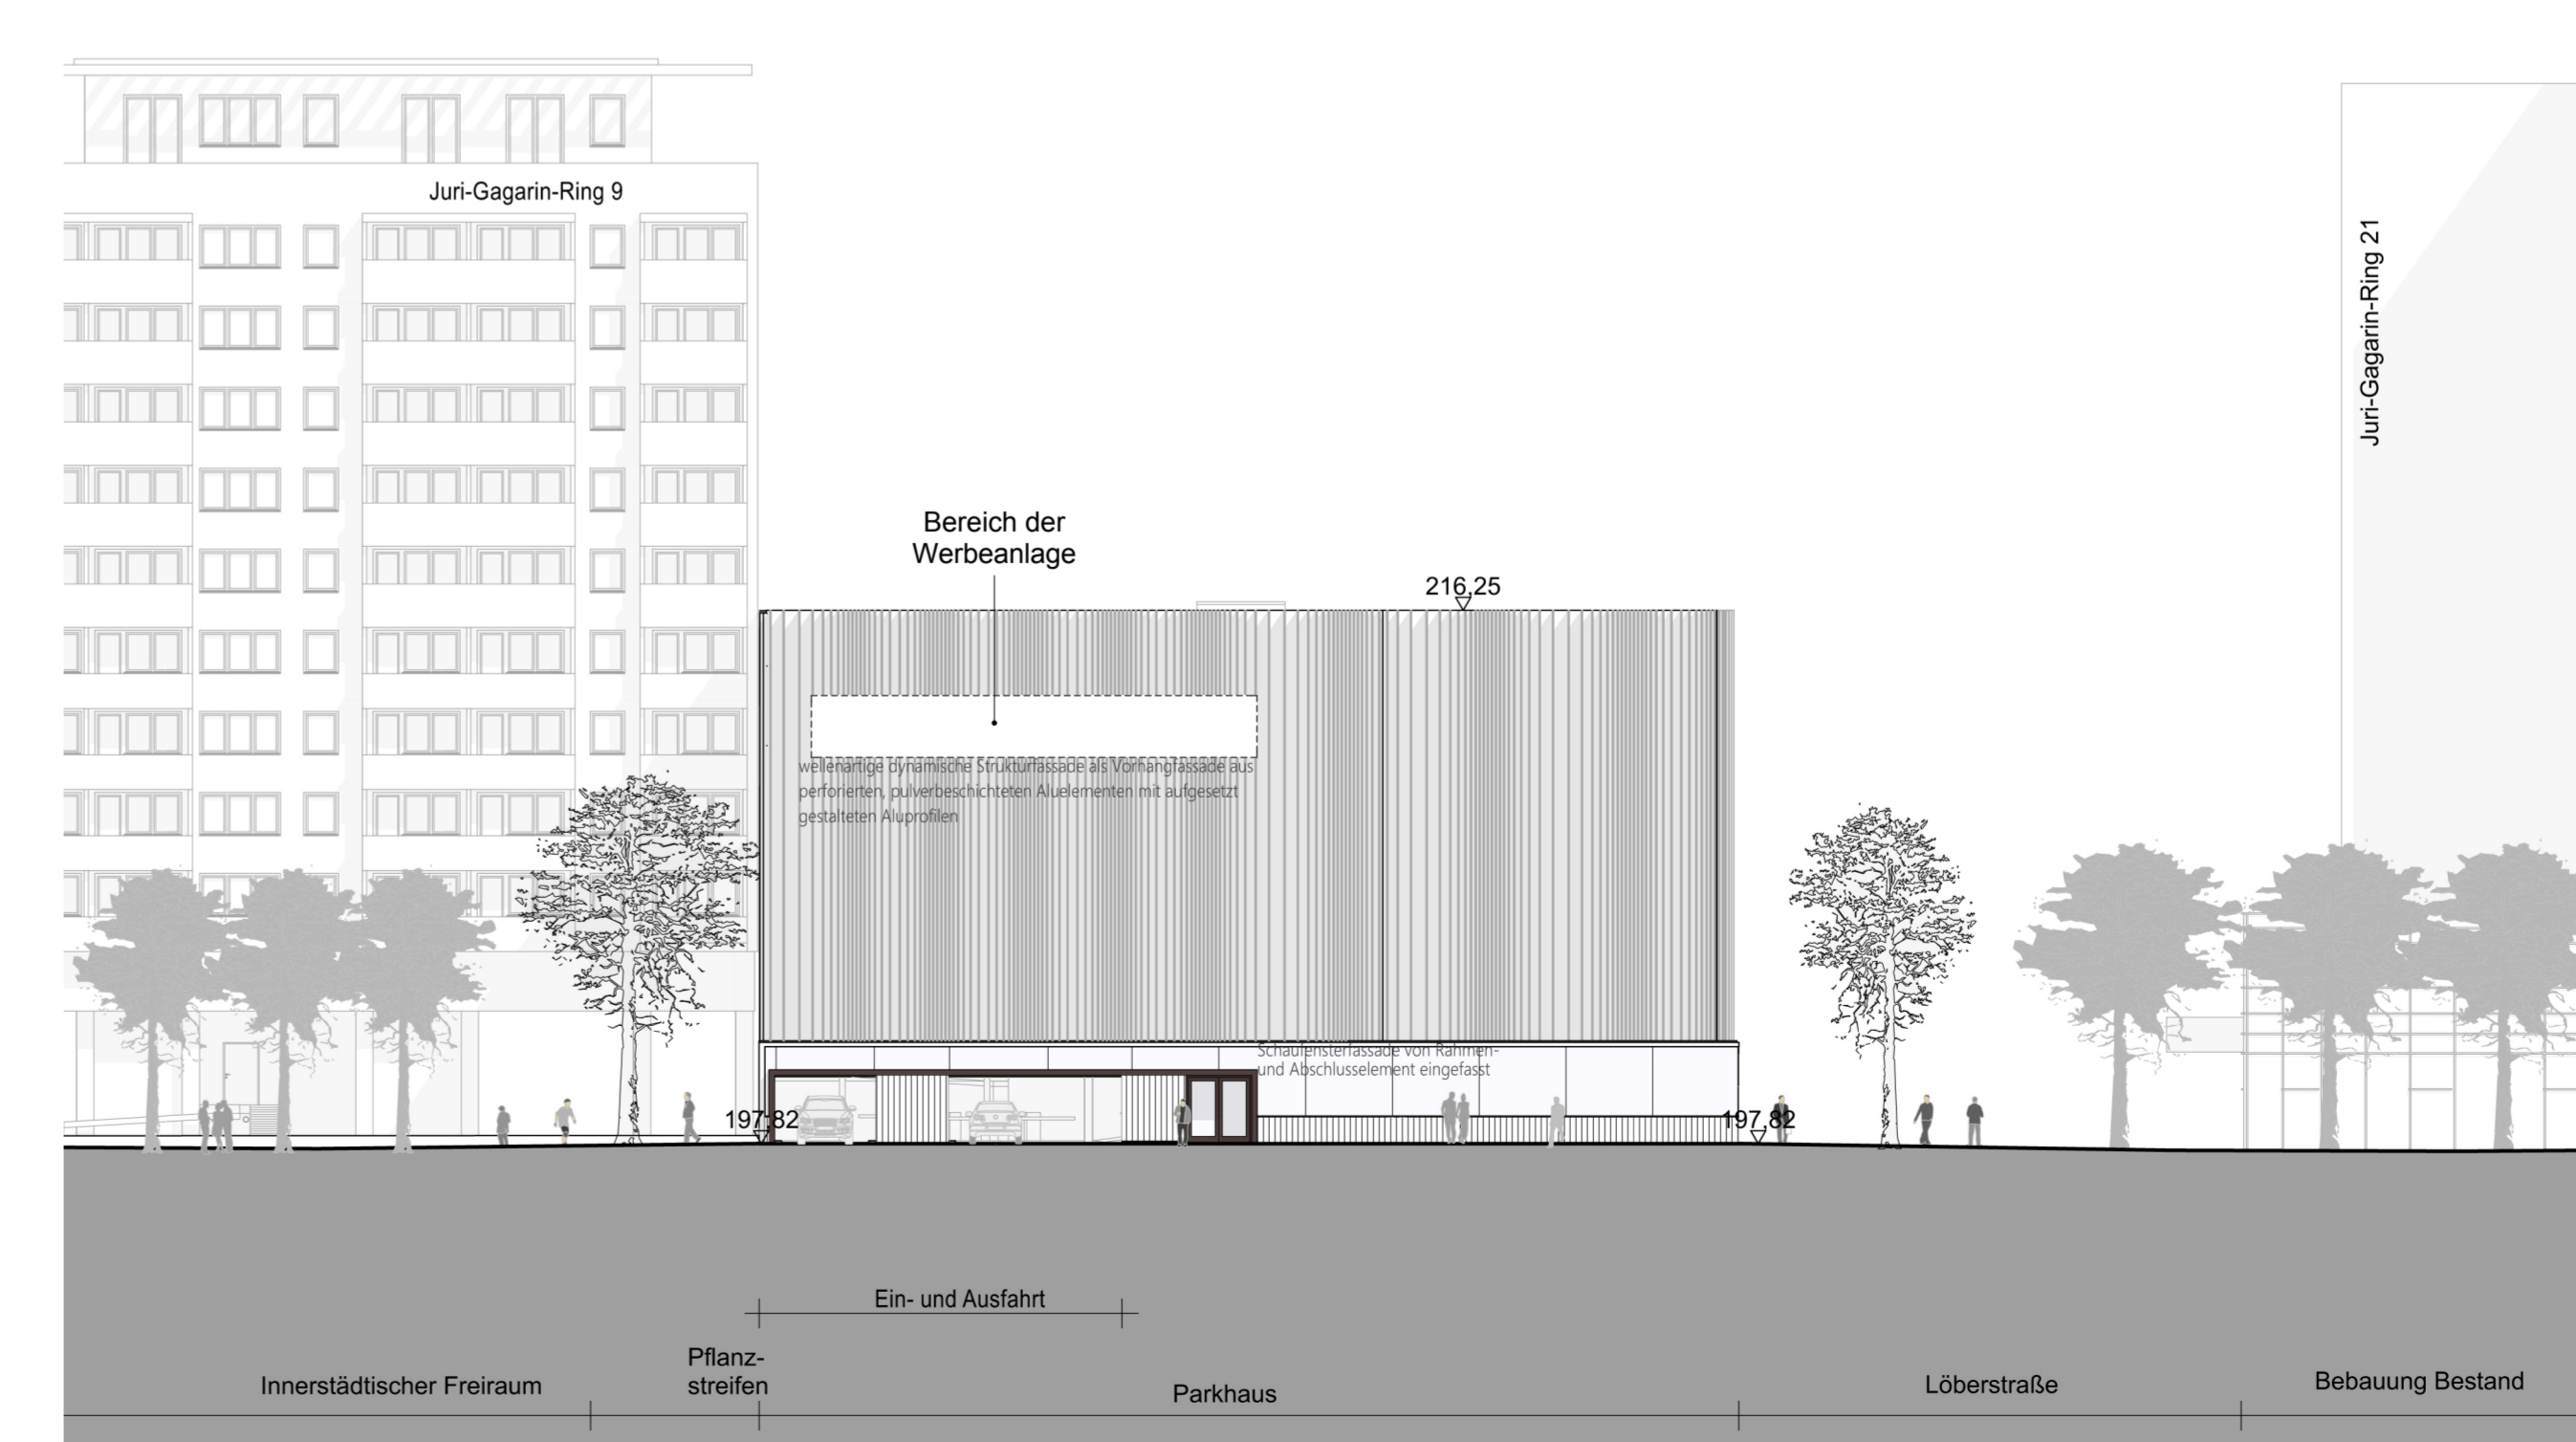 Juri-Gagarin-Ring 9
Juri-Gagarin-Ring 21
Bereich der
Werbeanlage
216,25
wellenartige dynamische Strukturfassade als Vorhangfassade aus
perforierten, pulverbeschichteten Aluelementen mit aufgesetzt
gestalteten Aluprofilen
Schaufensterfassade von Rahmen-
und Abschlusselement eingefasst
197,82
197,82
Ein- und Ausfahrt
Innerstädtischer Freiraum
Pflanz-
streifen
Parkhaus
Löberstraße
Bebauung Bestand